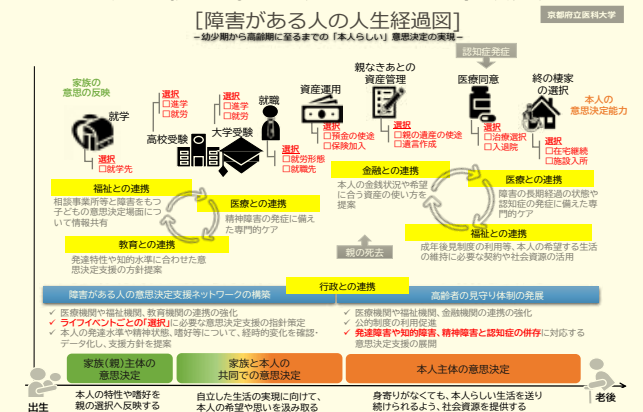 [障害がある人の人生経過図]
京都府立医科大学
－幼少期から高齢期に至るまでの「本人らしい」意思決定の実現－
認知症発症
家族の
意思の反映
就学
選択
□就学先
選択
□進学
□就労
高校受験
選択
□進学
□就労
大学受験
就職
選択
□就労形態
□就職先
資産運用
選択
□預金の使途
□保険加入
親なきあとの
資産管理
選択
□親の遺産の使途
□遺言作成
医療同意
選択
□治療選択
□入退院
終の棲家
の選択
選択
□在宅継続
□施設入所
本人の
意思決定能力
福祉との連携
相談事業所等と障害をもつ
子どもの意思決定場面につ
いて情報共有
医療との連携
精神障害の発症に備え
た専門的ケア
教育との連携
発達特性や知的水準に合わせた意
思決定支援の方針提案
金融との連携
本人の金銭状況や希望
に合う資産の使い方を
提案
医療との連携
障害の長期経過の状態や
認知症の発症に備えた専
門的ケア
福祉との連携
成年後見制度の利用等、本人の希望する生活
の維持に必要な契約や社会資源の活用
親の死去
行政との連携
障害がある人の意思決定支援ネットワークの構築
高齢者の見守り体制の発展
✓ 医療機関や福祉機関、教育機関の連携の強化
✓ ライフイベントごとの「選択」に必要な意思決定支援の指針策定
✓ 本人の発達水準や精神状態、嗜好等について、経時的変化を確認・
データ化し、支援方針を提案
✓ 医療機関や福祉機関、金融機関の連携の強化
✓ 公的制度の利用促進
✓ 発達障害や知的障害、精神障害と認知症の併存に対応する
意思決定支援の展開
家族（親）主体の
意思決定
家族と本人の
共同での意思決定
本人主体の意思決定
出生
本人の特性や嗜好を
親の選択へ反映する
自立した生活の実現に向けて、
本人の希望や思いを汲み取る
身寄りがなくても、本人らしい生活を送り
続けられるよう、社会資源を提供する
老後